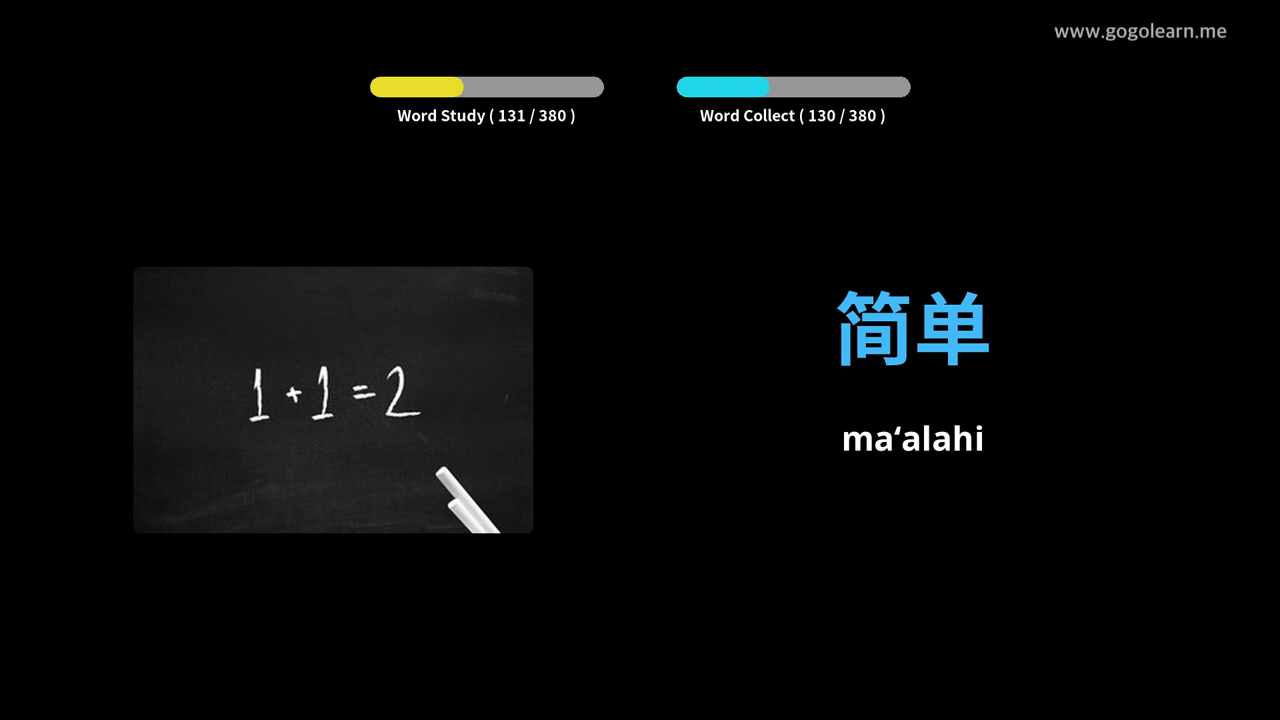 www.gogolearn.me
Word Study ( 131 / 380 )
Word Collect ( 130 / 380 )
1 + 1 = 2
简单
maʻalahi